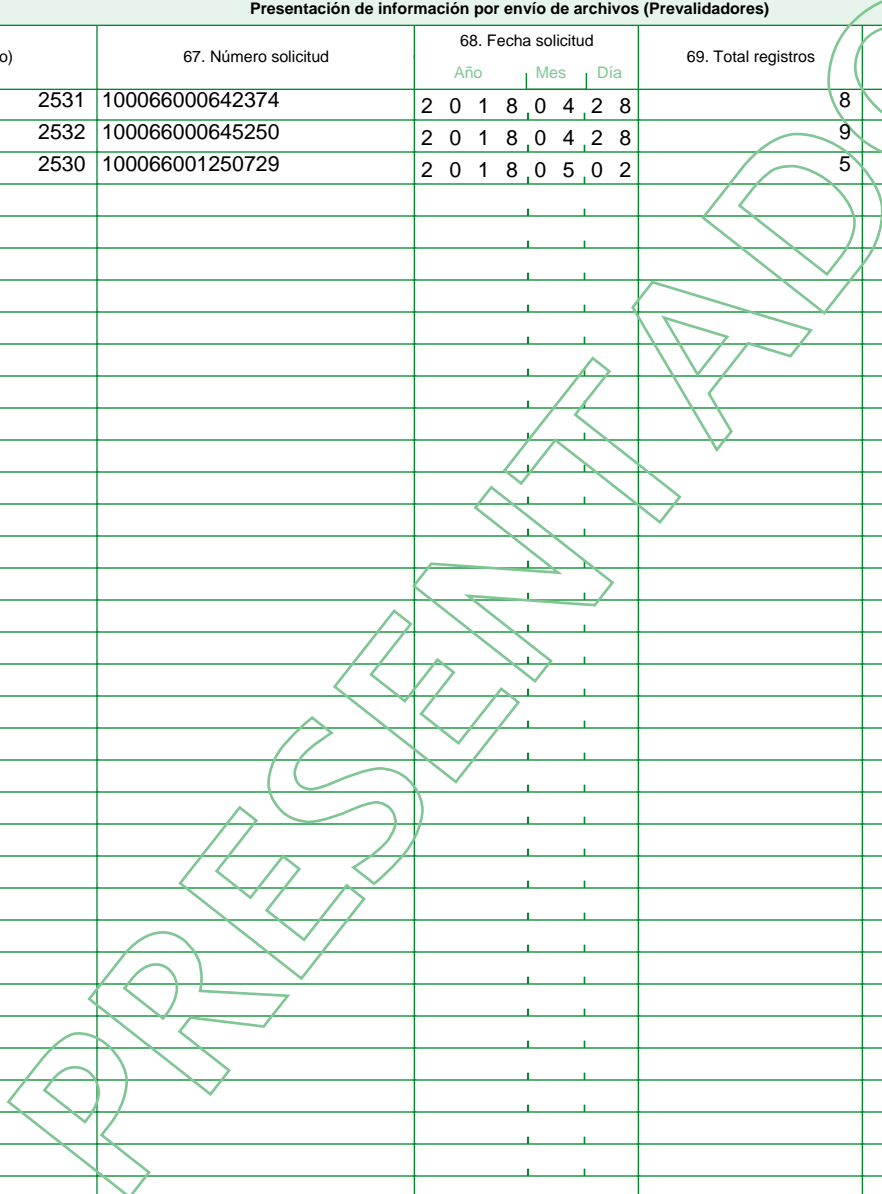 Presentación de información por envío de archivos (Prevalidadores)
o) 67. Número solicitud 68. Fecha solicitud 69. Total registros
Año Mes Día
2531 100066000642374 2 0 1 8 0 4 2 8 8
2532 100066000645250 2 0 1 8 0 4 2 8 9
2530 100066001250729 2 0 1 8 0 5 0 2 5
PRESENTADO